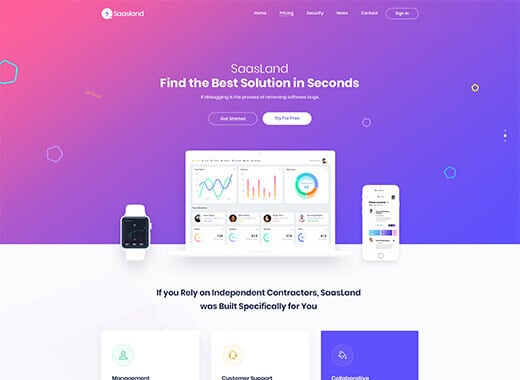 Saasland
Home Pricing Security News Contact Sign In
SaasLand
Find the Best Solution in Seconds
If debugging is the process of removing software bugs.
Get Started Try For Free
If you Rely on Independent Contractors, SaasLand
was Built Specifically for You
Management Customer Support Collaborative